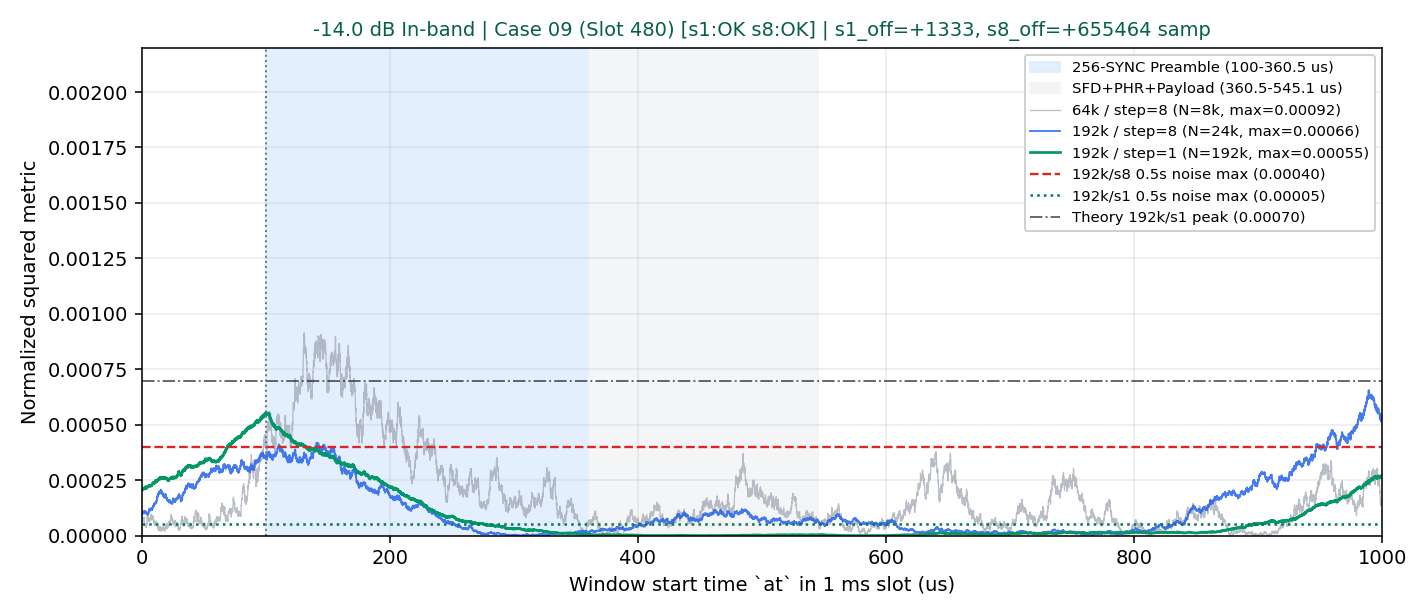 -14.0 dB In-band | Case 09 (Slot 480) [s1:OK s8:OK] | s1_off=+1333, s8_off=+655464 samp
256-SYNC Preamble (100-360.5 us)
SFD+PHR+Payload (360.5-545.1 us)
64k / step=8 (N=8k, max=0.00092)
192k / step=8 (N=24k, max=0.00066)
192k / step=1 (N=192k, max=0.00055)
192k/s8 0.5s noise max (0.00040)
192k/s1 0.5s noise max (0.00005)
Theory 192k/s1 peak (0.00070)
Normalized squared metric
0.00200
0.00175
0.00150
0.00125
0.00100
0.00075
0.00050
0.00025
0.00000
0 200 400 600 800 1000
Window start time `at` in 1 ms slot (us)